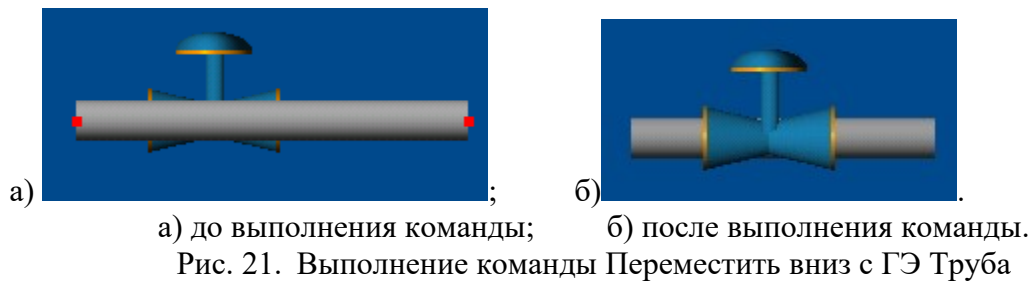 а) ; б) .
а) до выполнения команды; б) после выполнения команды.
Рис. 21. Выполнение команды Переместить вниз с ГЭ Труба